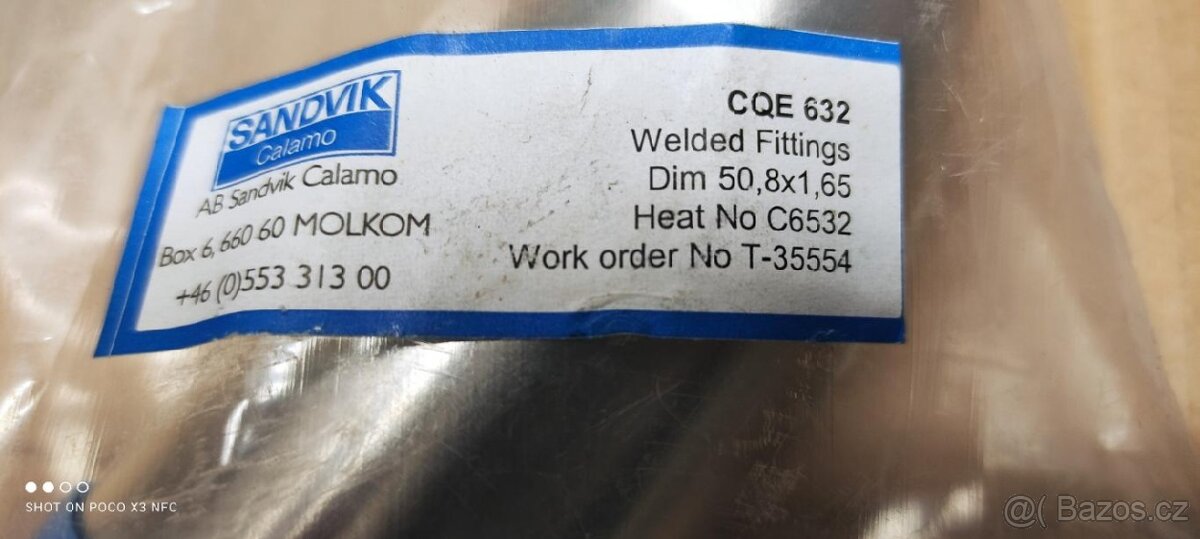 SANDVIK
Calamo
AB Sandvik Calamo
Box 6, 660 60 MOLKOM
+46 (0)553 313 00
CQE 632
Welded Fittings
Dim 50,8x1,65
Heat No C6532
Work order No T-35554
SHOT ON POCO X3 NFC
@( Bazoš.cz